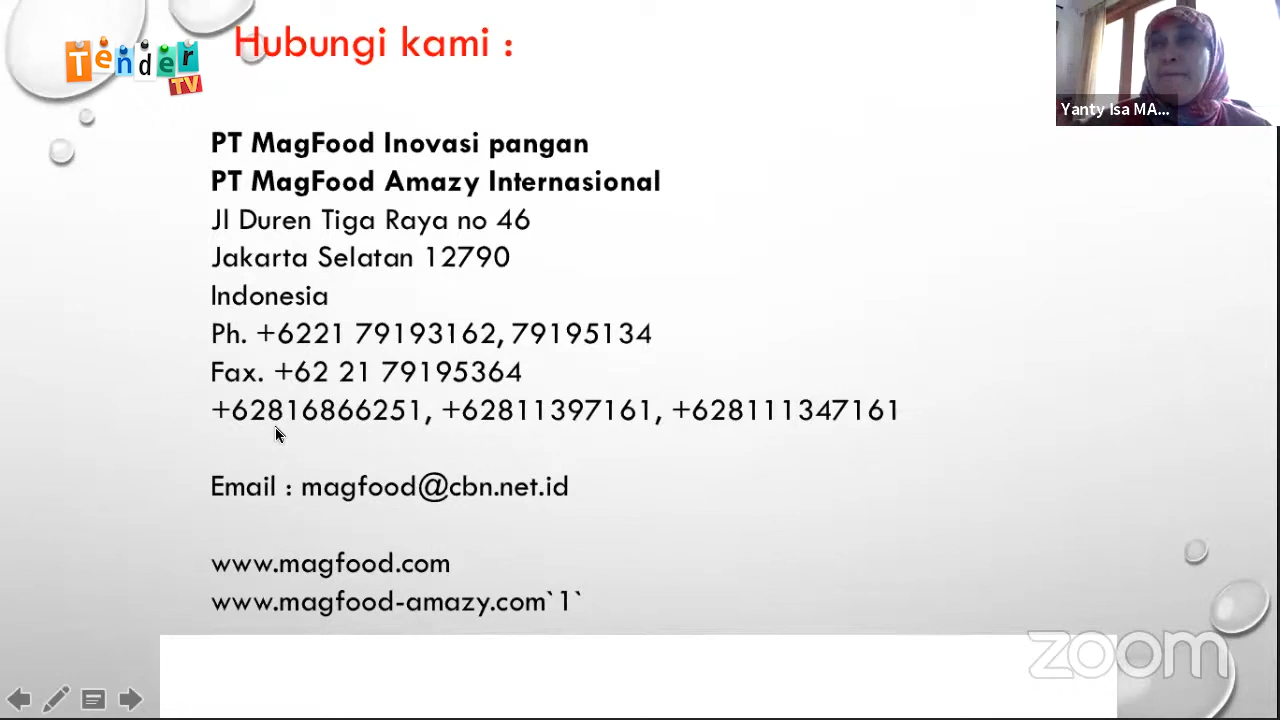 Tender
TV
Hubungi kami :
Yanty Isa MA...
PT MagFood Inovasi pangan
PT MagFood Amazy Internasional
Jl Duren Tiga Raya no 46
Jakarta Selatan 12790
Indonesia
Ph. +6221 79193162, 79195134
Fax. +62 21 79195364
+62816866251, +62811397161, +628111347161
Email : magfood@cbn.net.id
www.magfood.com
www.magfood-amazy.com`1`
zoom